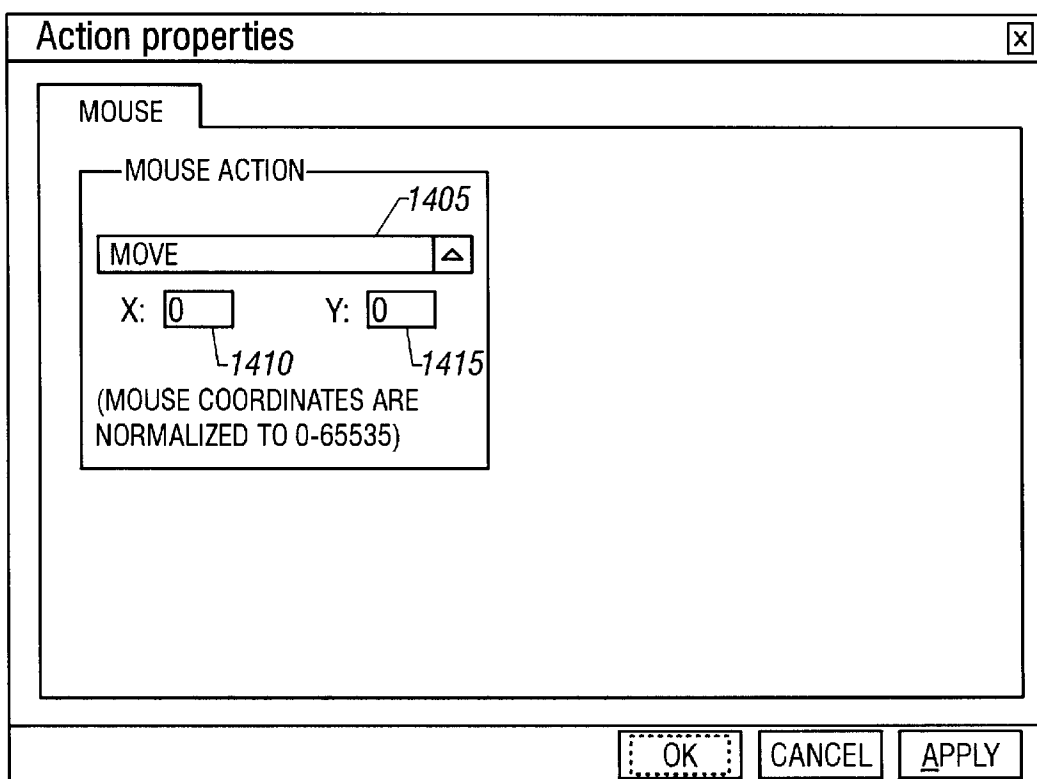 Action properties
MOUSE
MOUSE ACTION
1405
MOVE
X: 0 Y: 0
1410 1415
(MOUSE COORDINATES ARE
NORMALIZED TO 0-65535)
OK CANCEL APPLY